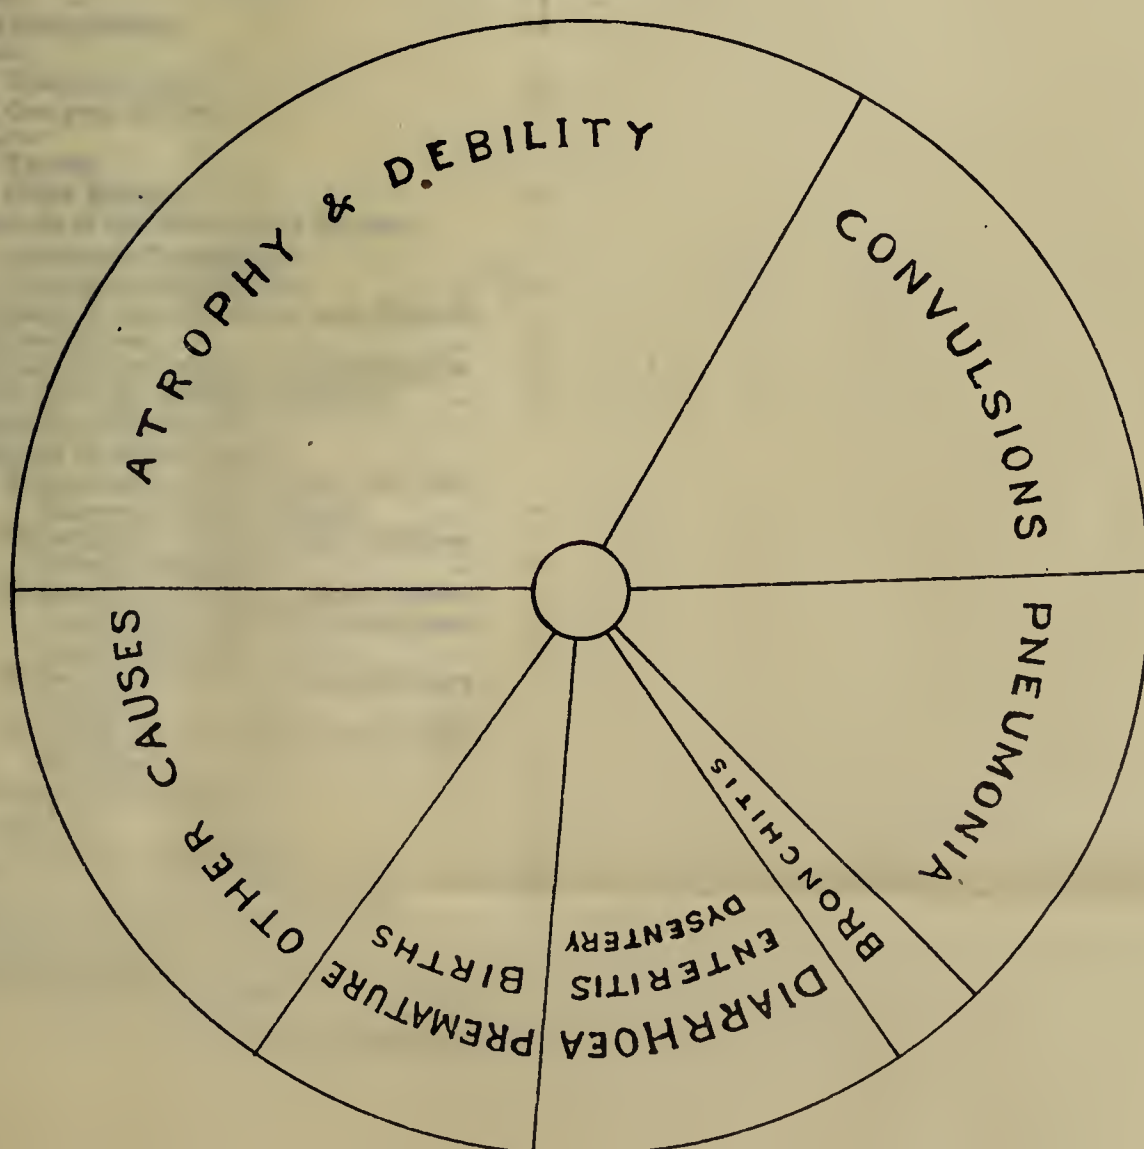 ATROPHY & DEBILITY
CONVULSIONS
PNEUMONIA
BRONCHITIS
DIARRHOEA
ENTERITIS
DYSENTERY
PREMATURE
BIRTHS
OTHER CAUSES